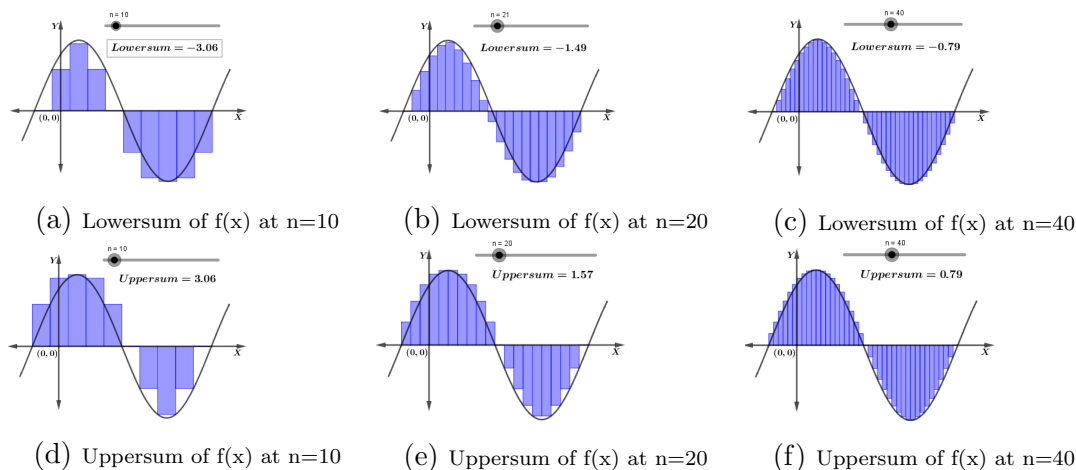 n = 10
Y
Lowersum = −3.06
(0, 0)
X
n = 21
Y
Lowersum = −1.49
(0, 0)
X
n = 40
Y
Lowersum = −0.79
(0, 0)
X
(a) Lowersum of f(x) at n=10
(b) Lowersum of f(x) at n=20
(c) Lowersum of f(x) at n=40
n = 10
Y
Uppersum = 3.06
(0, 0)
X
n = 20
Y
Uppersum = 1.57
(0, 0)
X
n = 40
Y
Uppersum = 0.79
(0, 0)
X
(d) Uppersum of f(x) at n=10
(e) Uppersum of f(x) at n=20
(f) Uppersum of f(x) at n=40